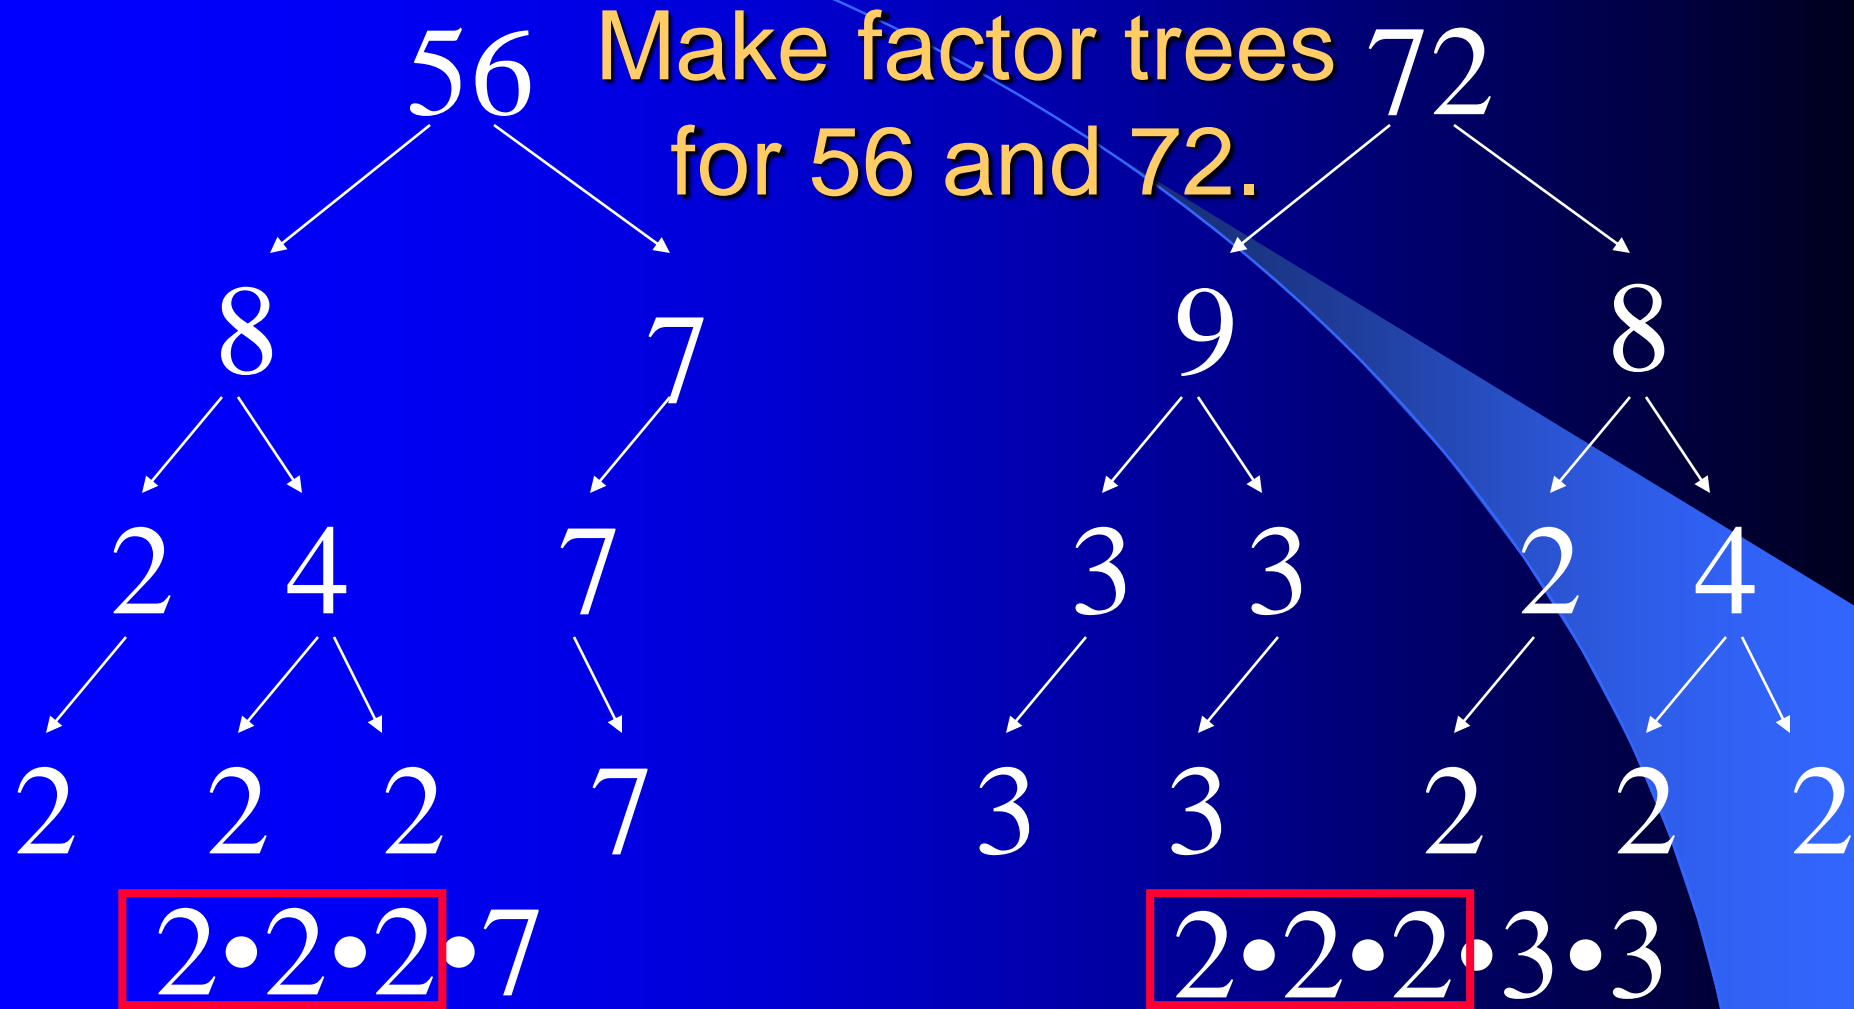 56 Make factor trees 72
for 56 and 72.
8 7 9 8
2 4 7 3 3 2 4
2 2 2 7 3 3 2 2 2
2•2•2•7 2•2•2•3•3